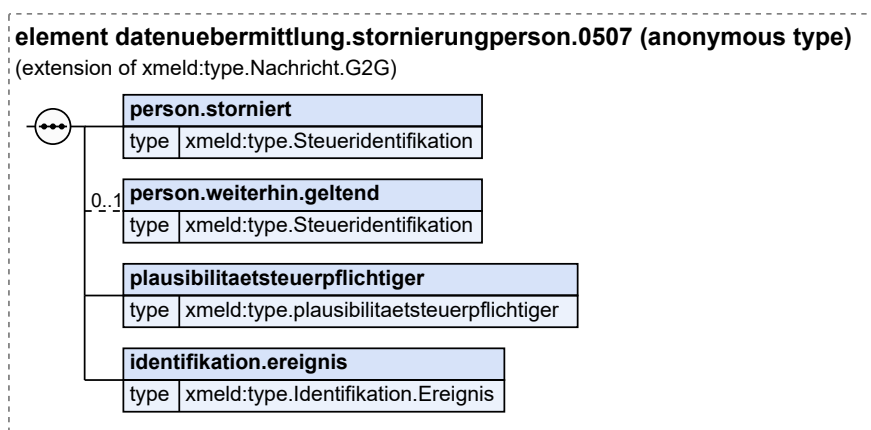 element datenuebermittlung.stornierungperson.0507 (anonymous type)
(extension of xmeld:type.Nachricht.G2G)
person.storniert
type xmeld:type.Steueridentifikation
0..1 person.weiterhin.geltend
type xmeld:type.Steueridentifikation
plausibilitaetsteuerpflichtiger
type xmeld:type.plausibilitaetsteuerpflichtiger
identifikation.ereignis
type xmeld:type.Identifikation.Ereignis